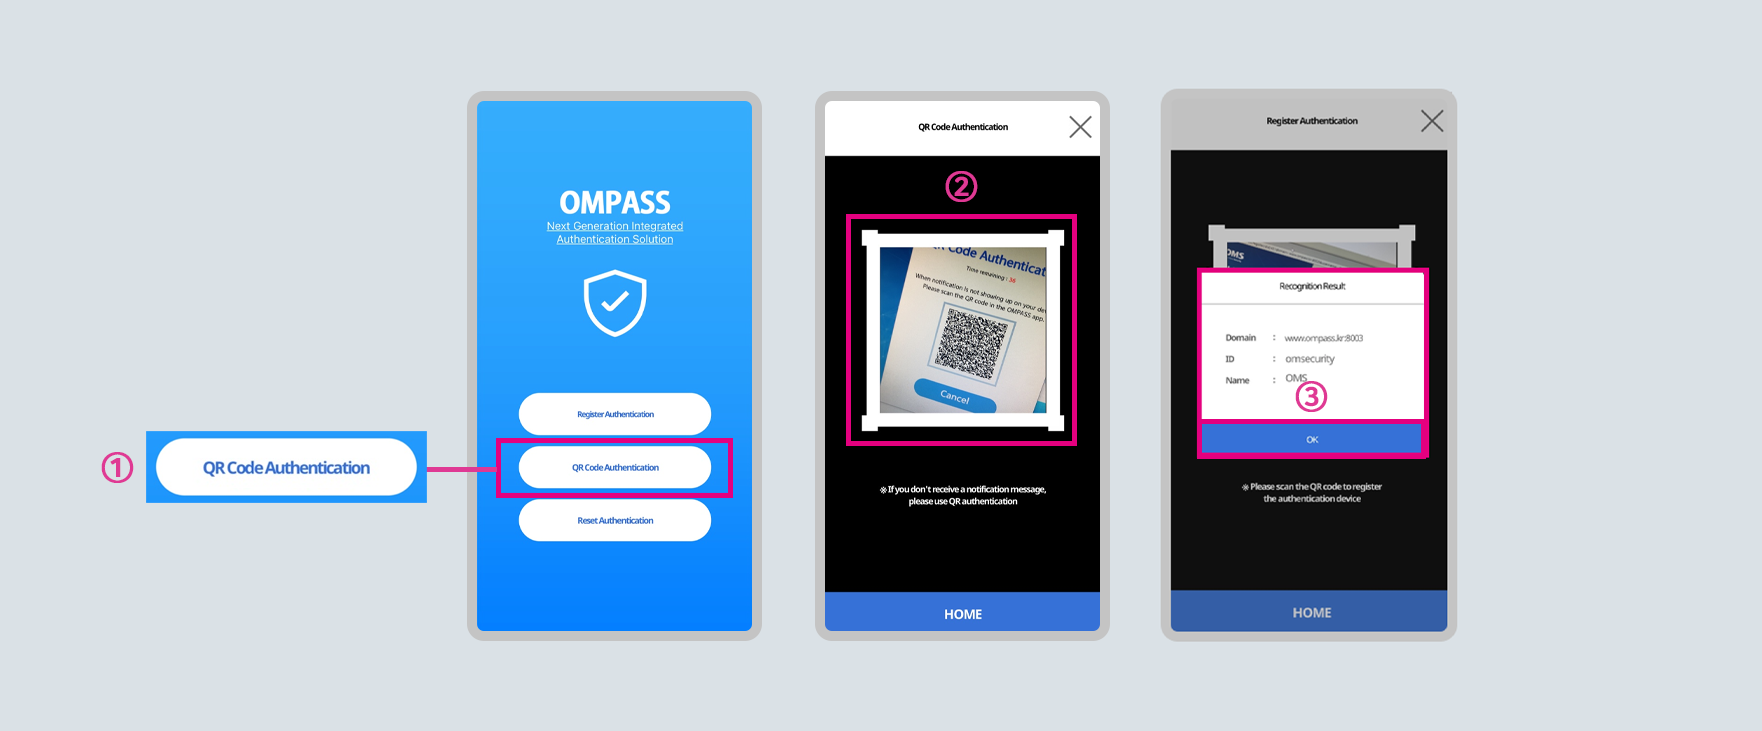 ①
QR Code Authentication
OMPASS
Next Generation Integrated
Authentication Solution
Register Authentication
QR Code Authentication
Reset Authentication
QR Code Authentication
②
QR Code Authenticat
Time remaining : 36
When notification is not showing up on your dev
Please scan the QR code in the OMPASS app.
Cancel
※ If you don't receive a notification message,
please use QR authentication
HOME
Register Authentication
OMS
Recognition Result
Domain : www.ompass.kr:8003
ID : omsecurity
Name : OMS
③
OK
※ Please scan the QR code to register
the authentication device
HOME